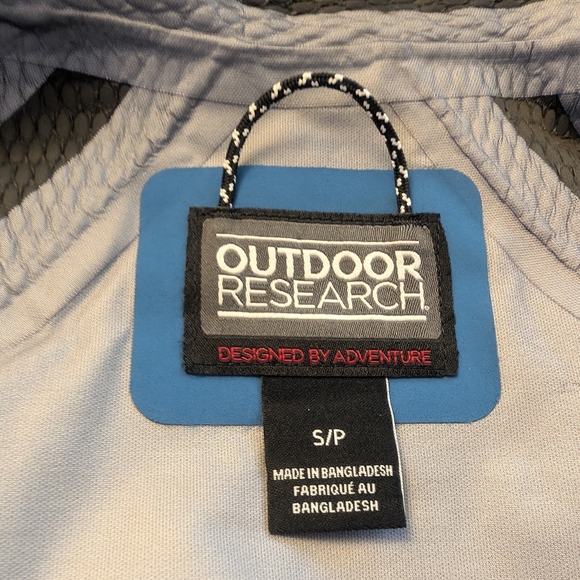 OUTDOOR
RESEARCH®
DESIGNED BY ADVENTURE
S/P
MADE IN BANGLADESH
FABRIQUÉ AU
BANGLADESH